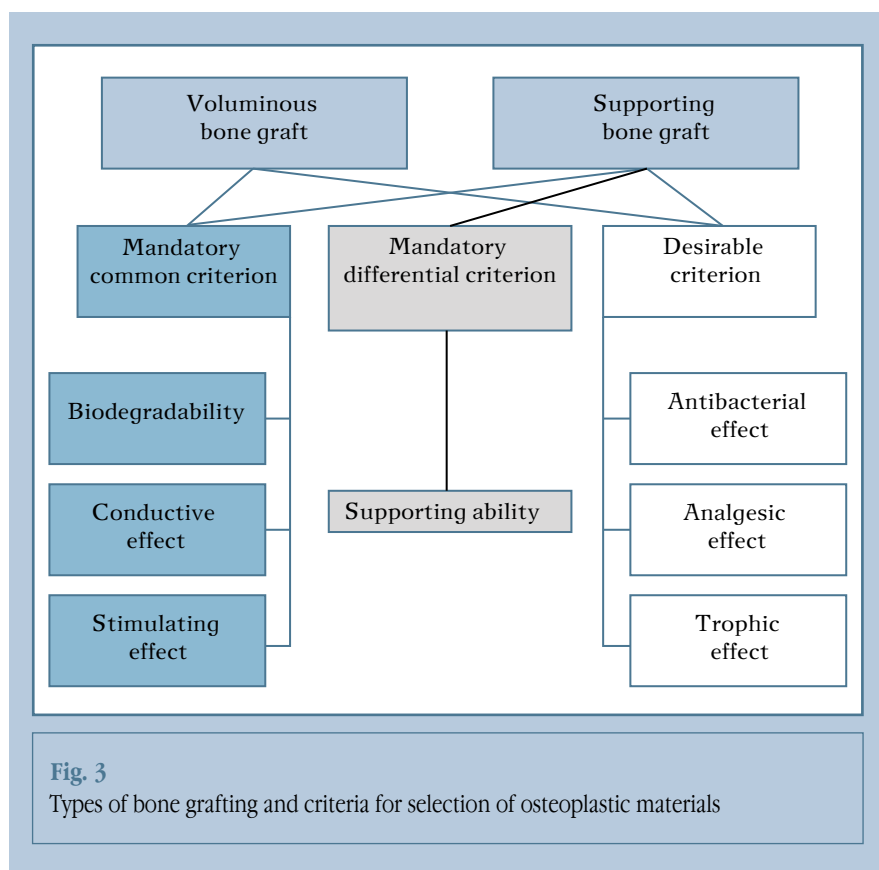 Voluminous
bone graft
Supporting
bone graft
Mandatory
common criterion
Mandatory
differential criterion
Desirable
criterion
Biodegradability
Antibacterial
effect
Conductive
effect
Supporting ability
Analgesic
effect
Stimulating
effect
Trophic
effect
Fig. 3
Types of bone grafting and criteria for selection of osteoplastic materials